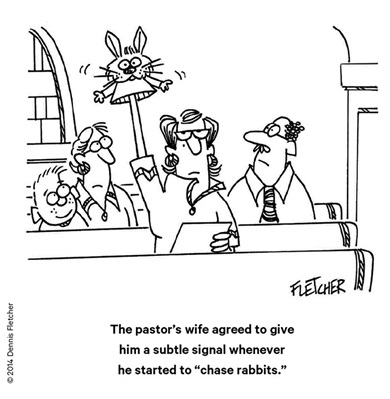 FLETCHER
The pastor's wife agreed to give
him a subtle signal whenever
he started to “chase rabbits.”
© 2014 Dennis Fletcher